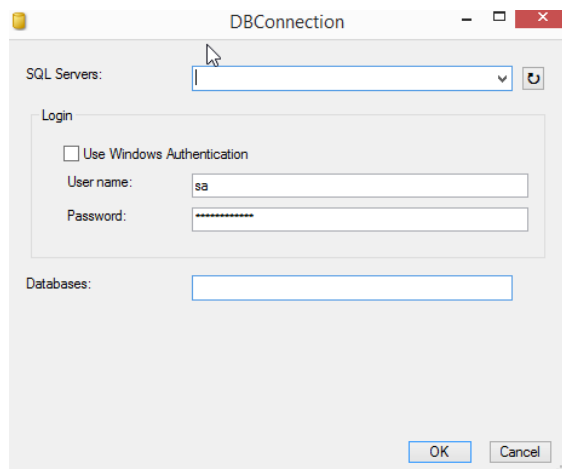 DBConnection
SQL Servers:
Login
Use Windows Authentication
User name: sa
Password: ************
Databases:
OK Cancel